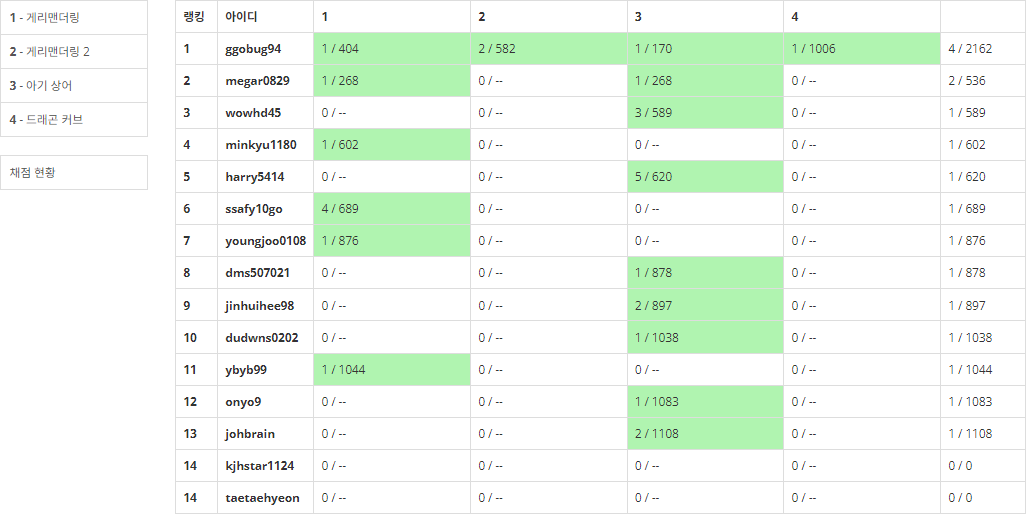 1 - 게리맨더링
2 - 게리맨더링 2
3 - 아기 상어
4 - 드래곤 커브
채점 현황
랭킹 아이디 1 2 3 4
1 ggobug94 1 / 404 2 / 582 1 / 170 1 / 1006 4 / 2162
2 megar0829 1 / 268 0 / -- 1 / 268 0 / -- 2 / 536
3 wowhd45 0 / -- 0 / -- 3 / 589 0 / -- 1 / 589
4 minkyu1180 1 / 602 0 / -- 0 / -- 0 / -- 1 / 602
5 harry5414 0 / -- 0 / -- 5 / 620 0 / -- 1 / 620
6 ssafy10go 4 / 689 0 / -- 0 / -- 0 / -- 1 / 689
7 youngjoo0108 1 / 876 0 / -- 0 / -- 0 / -- 1 / 876
8 dms507021 0 / -- 0 / -- 1 / 878 0 / -- 1 / 878
9 jinhuihee98 0 / -- 0 / -- 2 / 897 0 / -- 1 / 897
10 dudwns0202 0 / -- 0 / -- 1 / 1038 0 / -- 1 / 1038
11 ybyb99 1 / 1044 0 / -- 0 / -- 0 / -- 1 / 1044
12 onyo9 0 / -- 0 / -- 1 / 1083 0 / -- 1 / 1083
13 johbrain 0 / -- 0 / -- 2 / 1108 0 / -- 1 / 1108
14 kjhstar1124 0 / -- 0 / -- 0 / -- 0 / -- 0 / 0
14 taetaehyeon 0 / -- 0 / -- 0 / -- 0 / -- 0 / 0